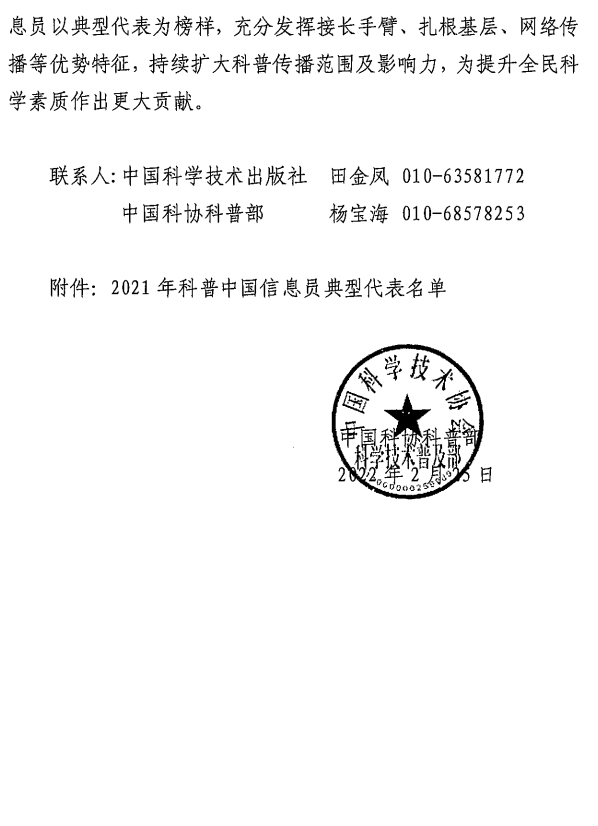 息员以典型代表为榜样，充分发挥接长手臂、扎根基层、网络传
播等优势特征，持续扩大科普传播范围及影响力，为提升全民科
学素质作出更大贡献。
联系人：中国科学技术出版社 田金凤 010-63581772
中国科协科普部 杨宝海 010-68578253
附件：2021年科普中国信息员典型代表名单
中国科学技术协会
中国科协科普部
科学技术普及部
2022年2月25日